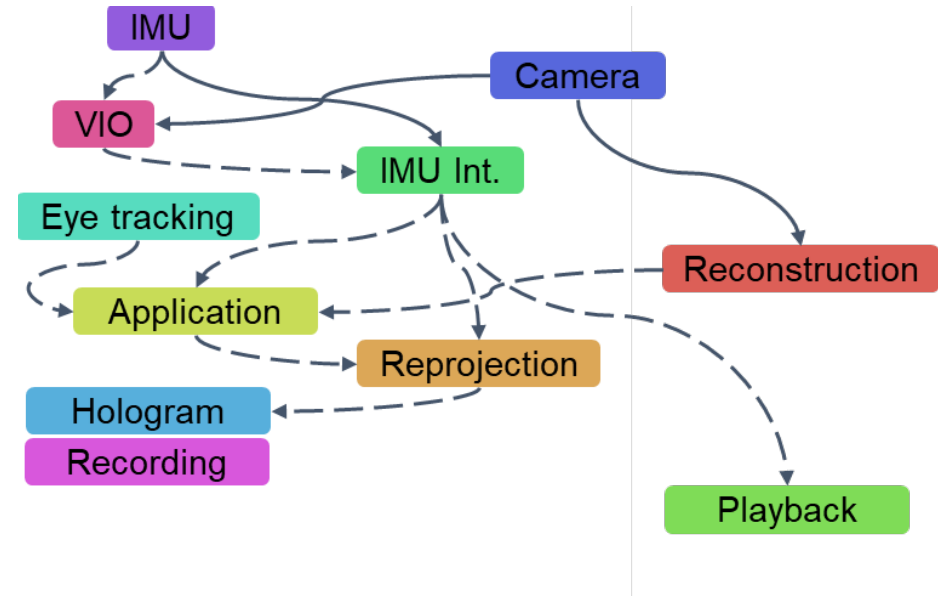 IMU
Camera
VIO
IMU Int.
Eye tracking
Reconstruction
Application
Reprojection
Hologram
Recording
Playback